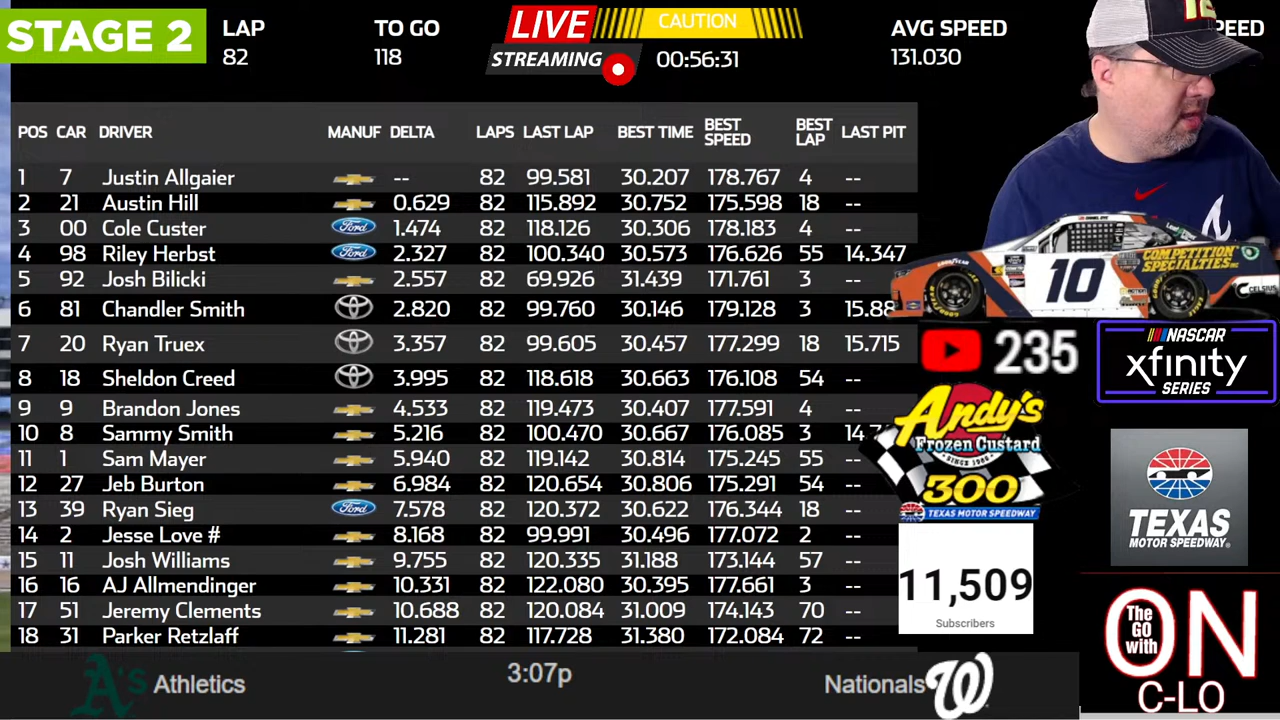 STAGE 2
LAP
82
TO GO
118
LIVE
STREAMING
CAUTION
00:56:31
AVG SPEED
131.030
PEED
POS CAR DRIVER MANUF DELTA LAPS LAST LAP BEST TIME BEST SPEED BEST LAP LAST PIT
1 7 Justin Allgaier -- 82 99.581 30.207 178.767 4 --
2 21 Austin Hill 0.629 82 115.892 30.752 175.598 18 --
3 00 Cole Custer Ford 1.474 82 118.126 30.306 178.183 4 --
4 98 Riley Herbst Ford 2.327 82 100.340 30.573 176.626 55 14.347
5 92 Josh Bilicki 2.557 82 69.926 31.439 171.761 3 --
6 81 Chandler Smith 2.820 82 99.760 30.146 179.128 3 15.88
7 20 Ryan Truex 3.357 82 99.605 30.457 177.299 18 15.715
8 18 Sheldon Creed 3.995 82 118.618 30.663 176.108 54 --
9 9 Brandon Jones 4.533 82 119.473 30.407 177.591 4 --
10 8 Sammy Smith 5.216 82 100.470 30.667 176.085 3 14.7
11 1 Sam Mayer 5.940 82 119.142 30.814 175.245 55 --
12 27 Jeb Burton 6.984 82 120.654 30.806 175.291 54 --
13 39 Ryan Sieg Ford 7.578 82 120.372 30.622 176.344 18 --
14 2 Jesse Love # 8.168 82 99.991 30.496 177.072 2 --
15 11 Josh Williams 9.755 82 120.335 31.188 173.144 57 --
16 16 AJ Allmendinger 10.331 82 122.080 30.395 177.661 3 --
17 51 Jeremy Clements 10.688 82 120.084 31.009 174.143 70 --
18 31 Parker Retzlaff 11.281 82 117.728 31.380 172.084 72 --
10
COMPETITION
SPECIALTIES INC
CELSIUS
235
NASCAR
xfinity
SERIES
Andy's
Frozen Custard
SINCE 1986
300
TEXAS MOTOR SPEEDWAY
TEXAS
MOTOR SPEEDWAY
11,509
Subscribers
The
GO
with
ON
C-LO
A's Athletics
3:07p
Nationals W